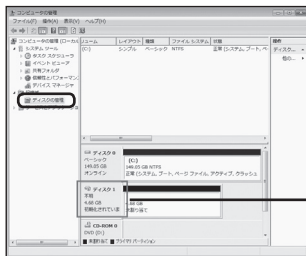 コンピュータの管理
ファイル(F) 操作(A) 表示(V) ヘルプ(H)
コンピュータの管理 (ローカル
システム ツール
タスク スケジューラ
イベント ビューア
共有フォルダ
信頼性とパフォーマン
デバイス マネージャ
ディスクの管理
ボリューム レイアウト 種類 ファイル システム 状態
(C:) シンプル ベーシック NTFS 正常 (システム, ブート, ペ
操作
ディスク...
他の...
ディスク 0
ベーシック
149.05 GB
オンライン
(C:)
149.05 GB NTFS
正常 (システム, ブート, ページ ファイル, アクティブ, クラッシュ
ディスク 1
不明
4.68 GB
初期化されていま
4.68 GB
未割り当て
CD-ROM 0
DVD (D:)
未割り当て プライマリ パーティション